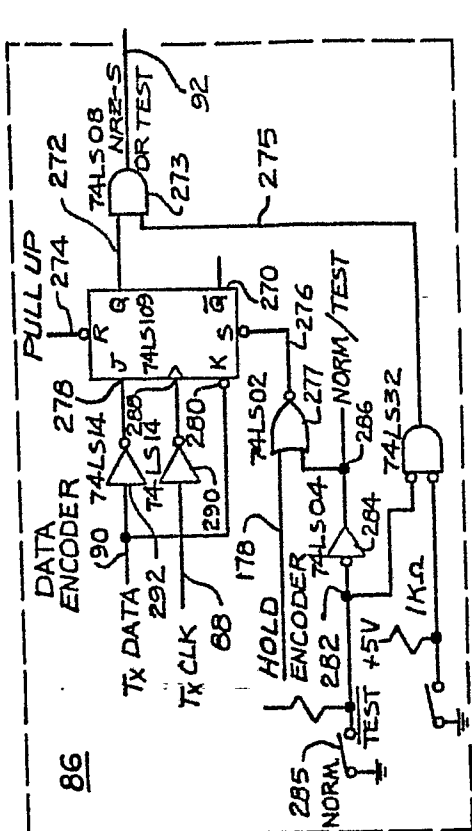 86
DATA
ENCODER
PULL UP
274
R
278
J
Q
272
74LS08
NRZ-S
OR TEST
92
273
74LS109
90
74LS14
288
74LS14
280
K
S
Q
270
275
Tx DATA
292
290
Tx CLK
88
276
74LS02
277
NORM/TEST
178
HOLD
ENCODER
74LS04
284
286
282
74LS32
285
NORM.
TEST
+5V
1KΩ